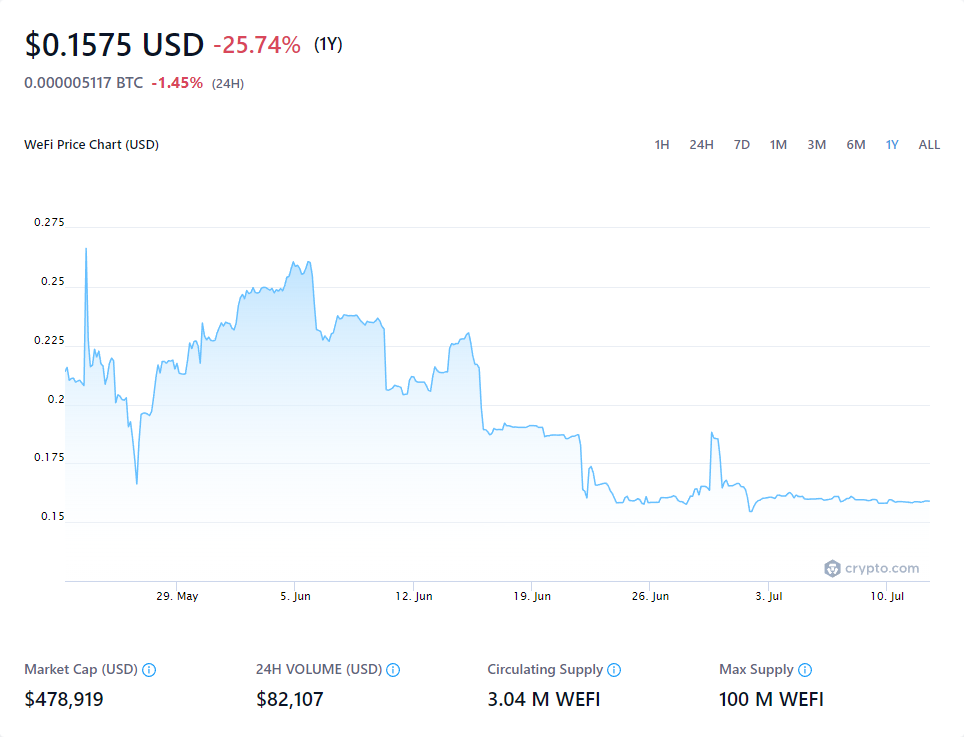 $0.1575 USD -25.74% (1Y)
0.000005117 BTC -1.45% (24H)
WeFi Price Chart (USD) 1H 24H 7D 1M 3M 6M 1Y ALL
0.275
0.25
0.225
0.2
0.175
0.15
crypto.com
29. May 5. Jun 12. Jun 19. Jun 26. Jun 3. Jul 10. Jul
Market Cap (USD) 24H VOLUME (USD) Circulating Supply Max Supply
$478,919 $82,107 3.04 M WEFI 100 M WEFI